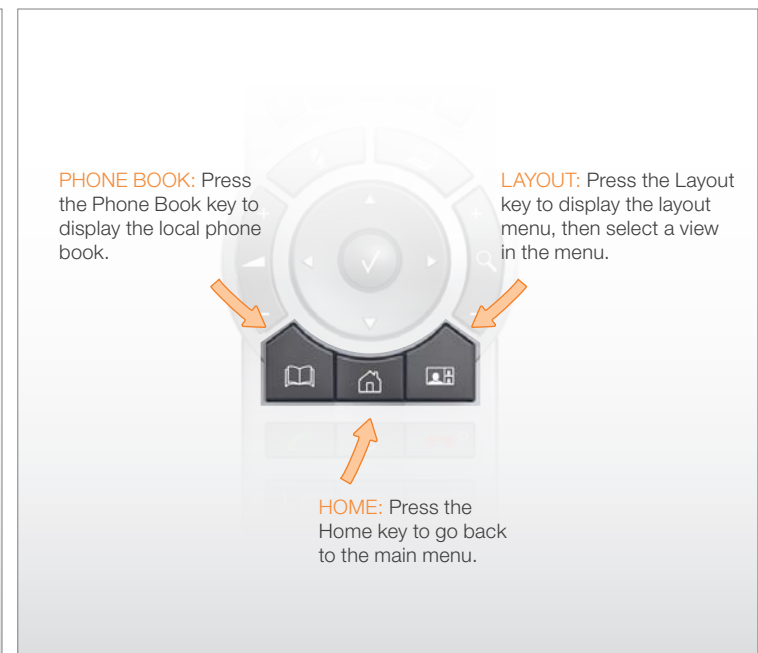 PHONE BOOK: Press
the Phone Book key to
display the local phone
book.
LAYOUT: Press the Layout
key to display the layout
menu, then select a view
in the menu.
HOME: Press the
Home key to go back
to the main menu.